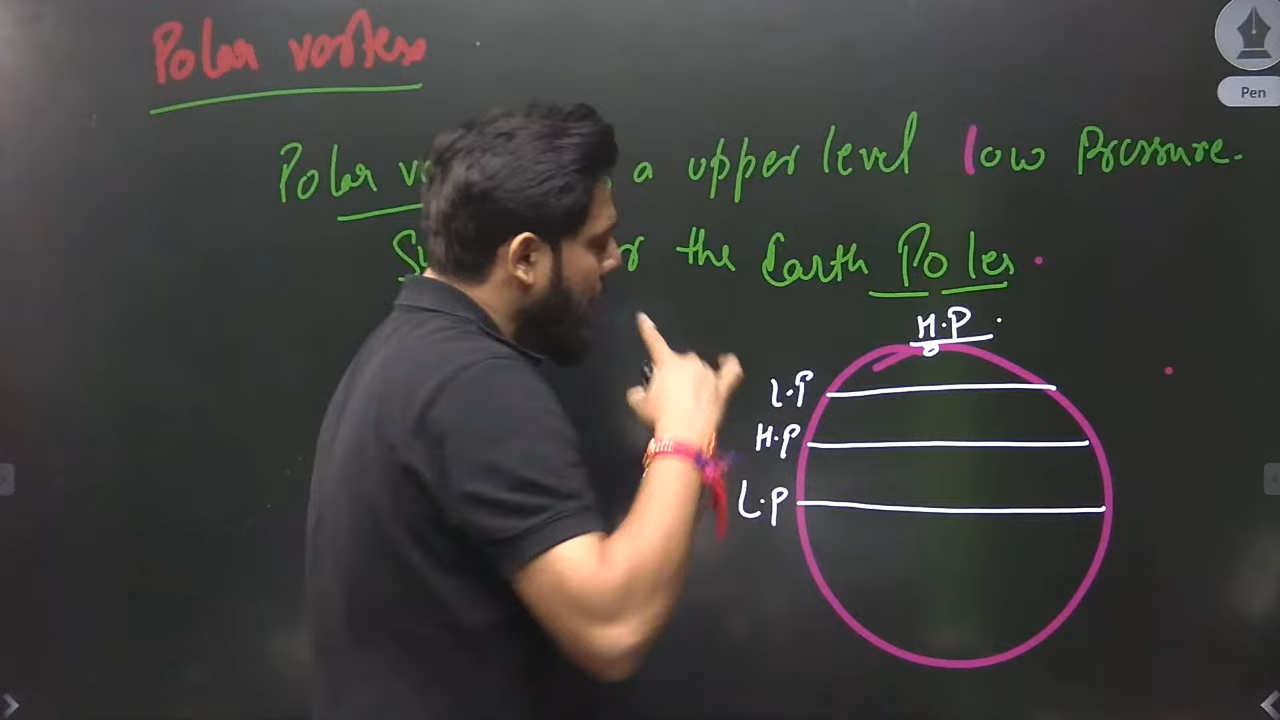 Polar vortex
Pen
Polar a upper level low Pressure.
the Earth Poles.
H.P
L.P
H.P
L.P